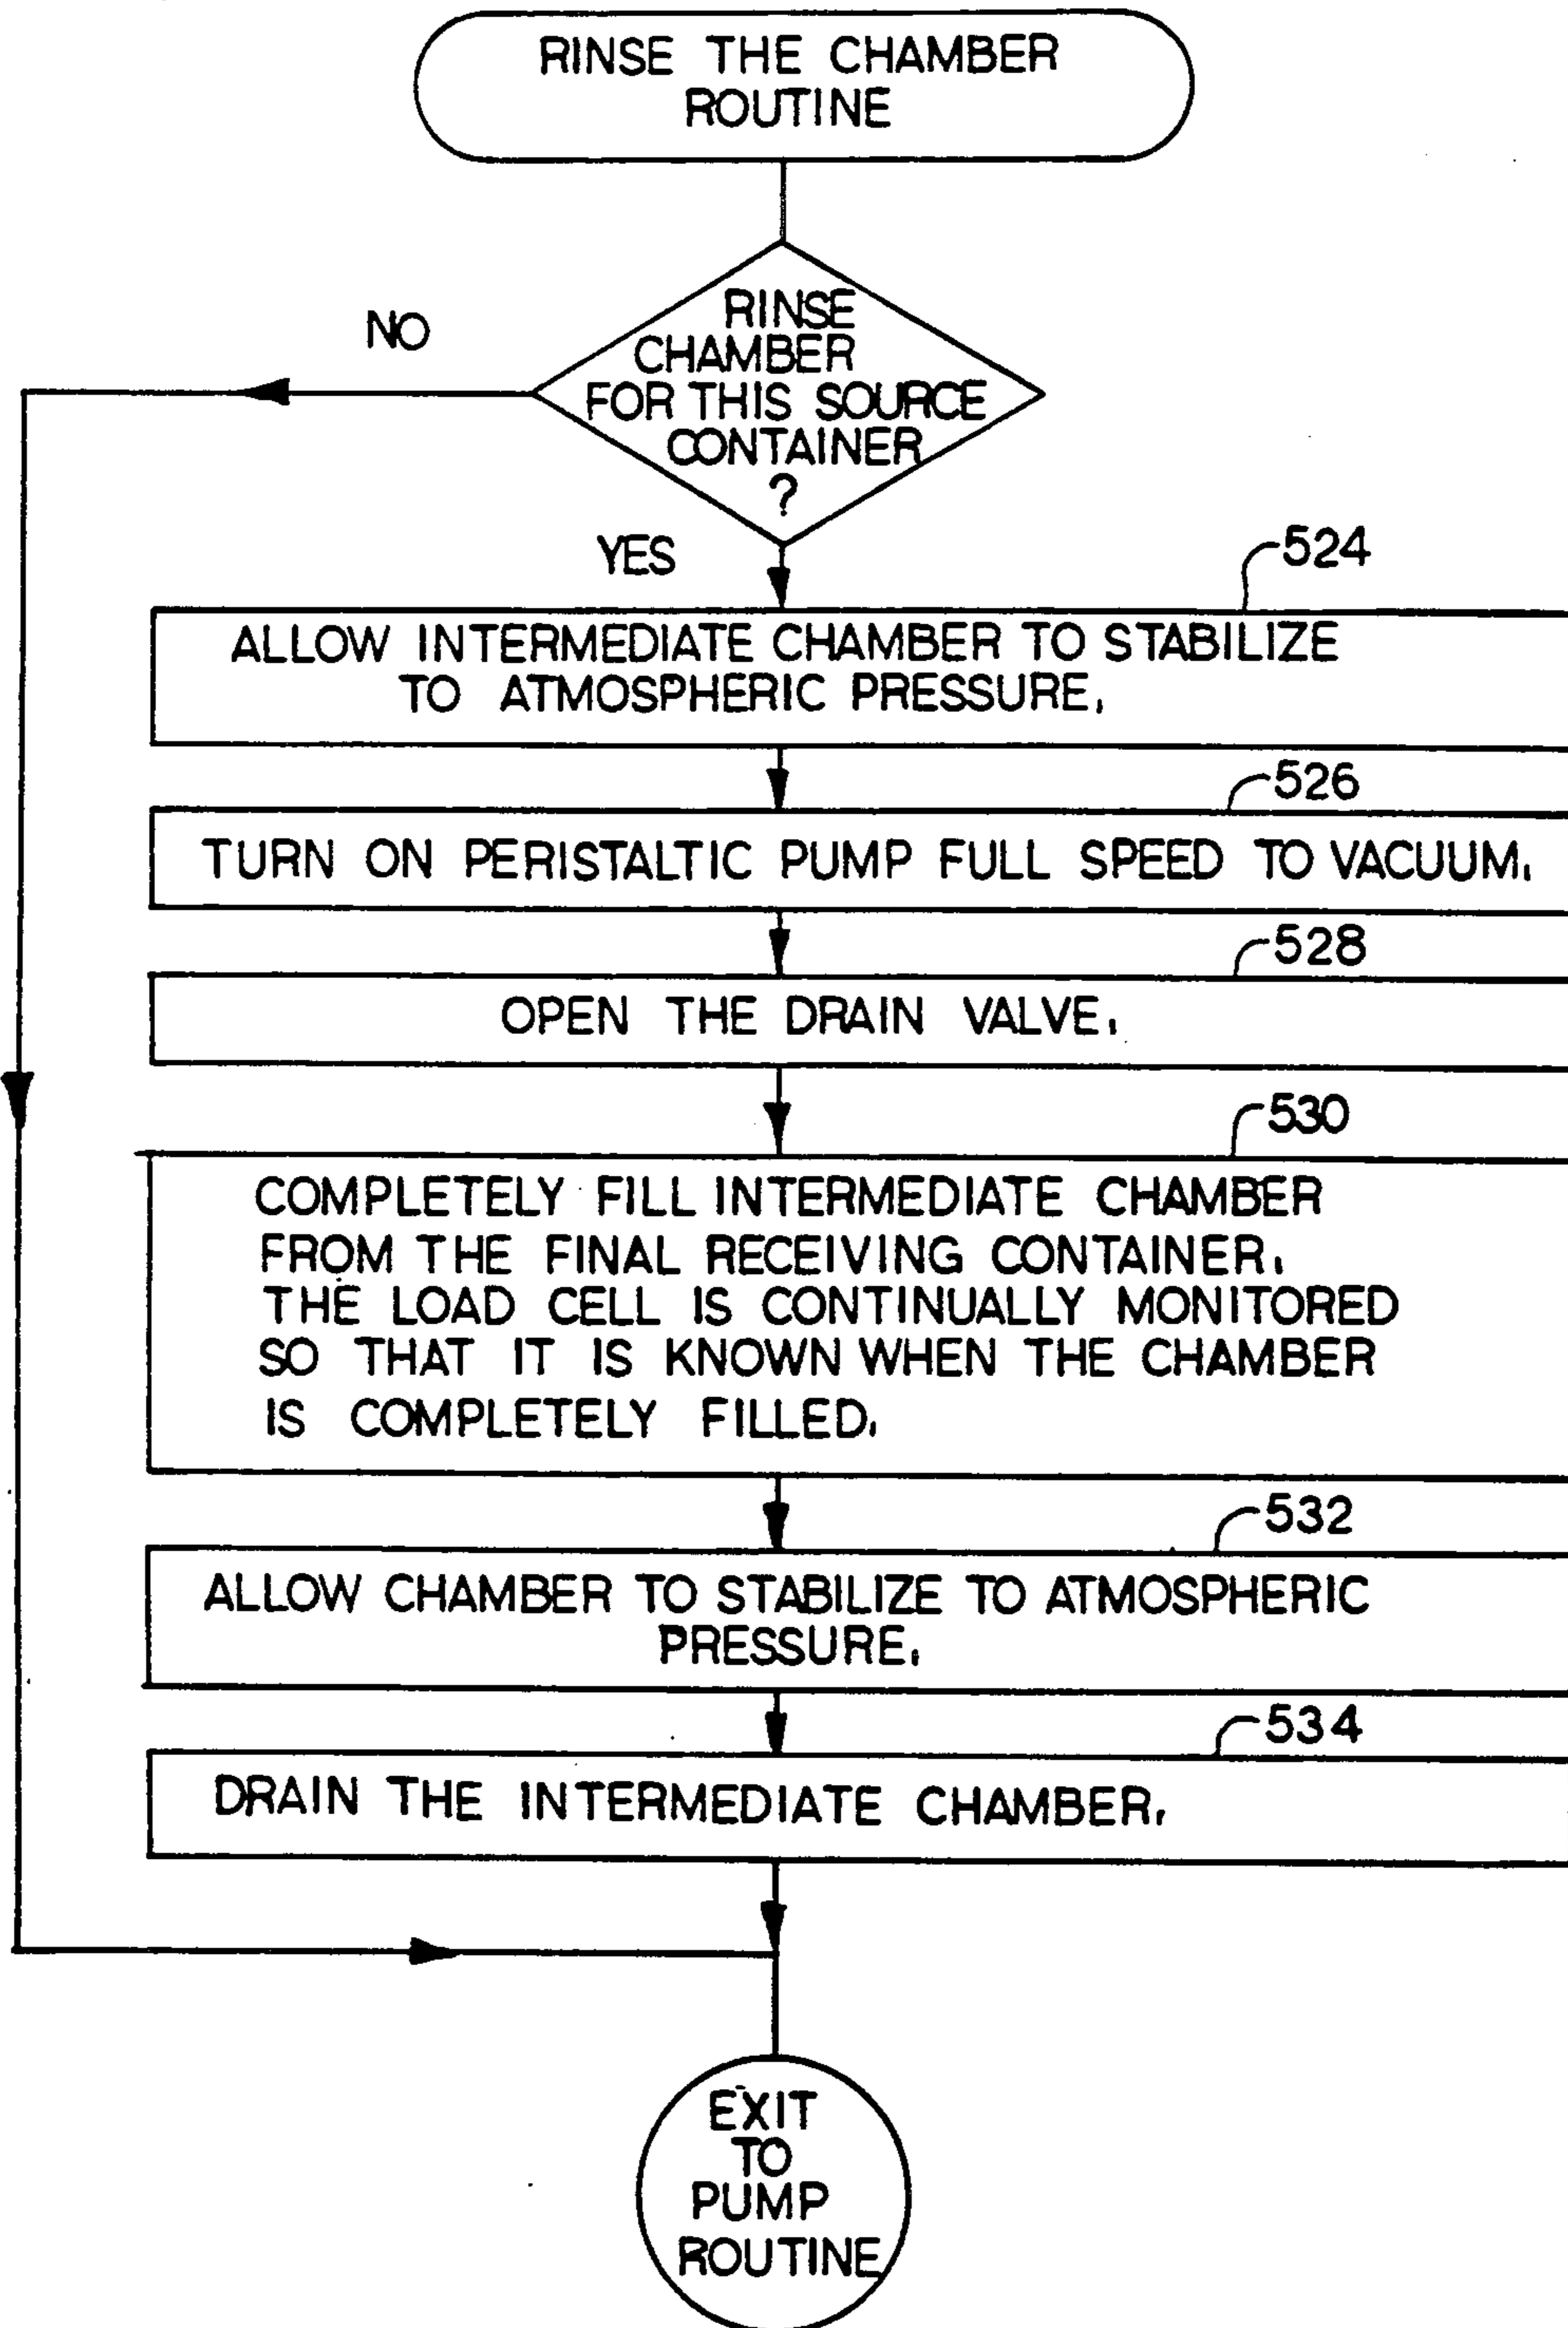 RINSE THE CHAMBER
ROUTINE
RINSE
CHAMBER
FOR THIS SOURCE
CONTAINER
?
NO
YES
524
ALLOW INTERMEDIATE CHAMBER TO STABILIZE
TO ATMOSPHERIC PRESSURE.
526
TURN ON PERISTALTIC PUMP FULL SPEED TO VACUUM.
528
OPEN THE DRAIN VALVE.
530
COMPLETELY FILL INTERMEDIATE CHAMBER
FROM THE FINAL RECEIVING CONTAINER.
THE LOAD CELL IS CONTINUALLY MONITORED
SO THAT IT IS KNOWN WHEN THE CHAMBER
IS COMPLETELY FILLED.
532
ALLOW CHAMBER TO STABILIZE TO ATMOSPHERIC
PRESSURE.
534
DRAIN THE INTERMEDIATE CHAMBER.
EXIT
TO
PUMP
ROUTINE